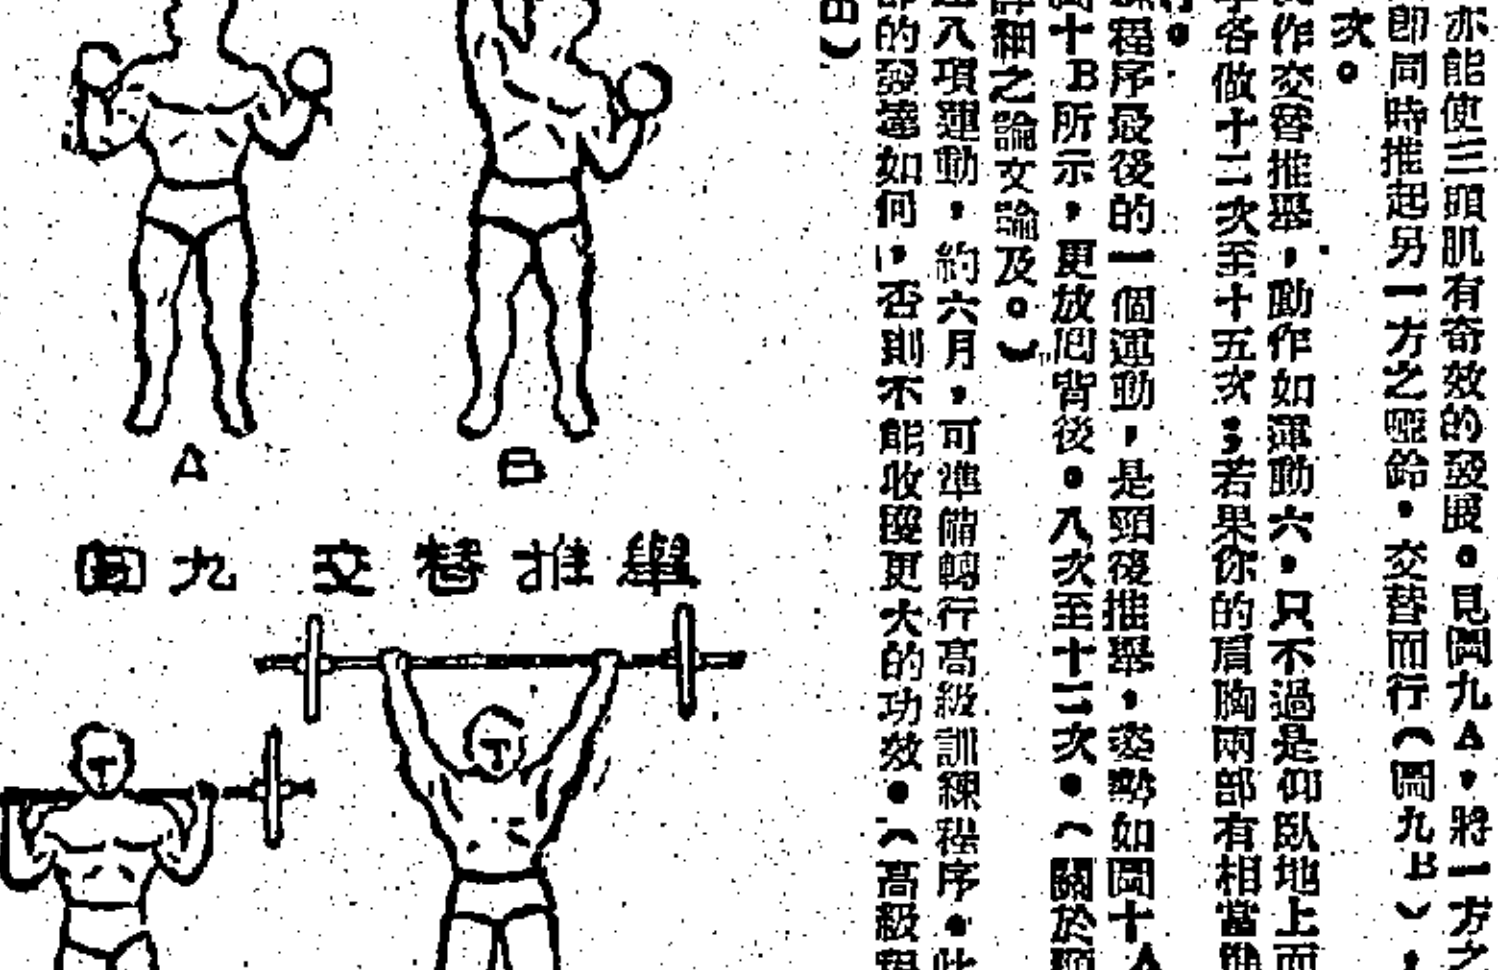 亦能使三頭肌有奇效的發展。見圖九A,將一方之
即同時推起另一方之啞鈴,交替而行(圖九B),
次。
作交替推舉,動作如運動六,只不過是仰臥地上而
各做十二次至十五次;若果你的肩胸兩部有相當
程序最後的一個運動,是頸後推舉,姿勢如圖十A
十B所示,更放囘背後。八次至十二次。(關於頸
細之論文論及。)
八項運動,約六月,可準備轉行高級訓練程序。此
的發達如何,否則不能收獲更大的功效。(高級程
A
B
圖九 交替推舉